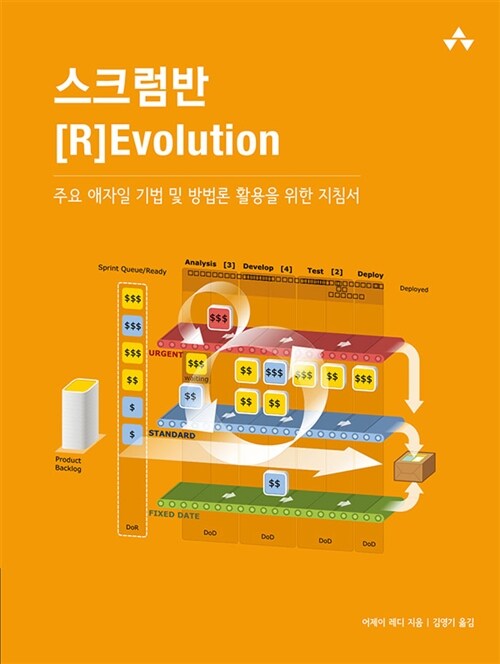 스크럼반
[R]Evolution
주요 애자일 기법 및 방법론 활용을 위한 지침서
Analysis [3] Develop [4] Test [2] Deploy
Sprint Queue/Ready
Deployed
$$$
$$$
$$$
$$
$
$
DoR
Product
Backlog
$$$
URGENT
$$$
waiting
$$
$$$
$$$
$$
$$$
$$
$$
$$
STANDARD
$$
FIXED DATE
DoD
DoD
DoD
DoD
어제이 레디 지음 | 김영기 옮김